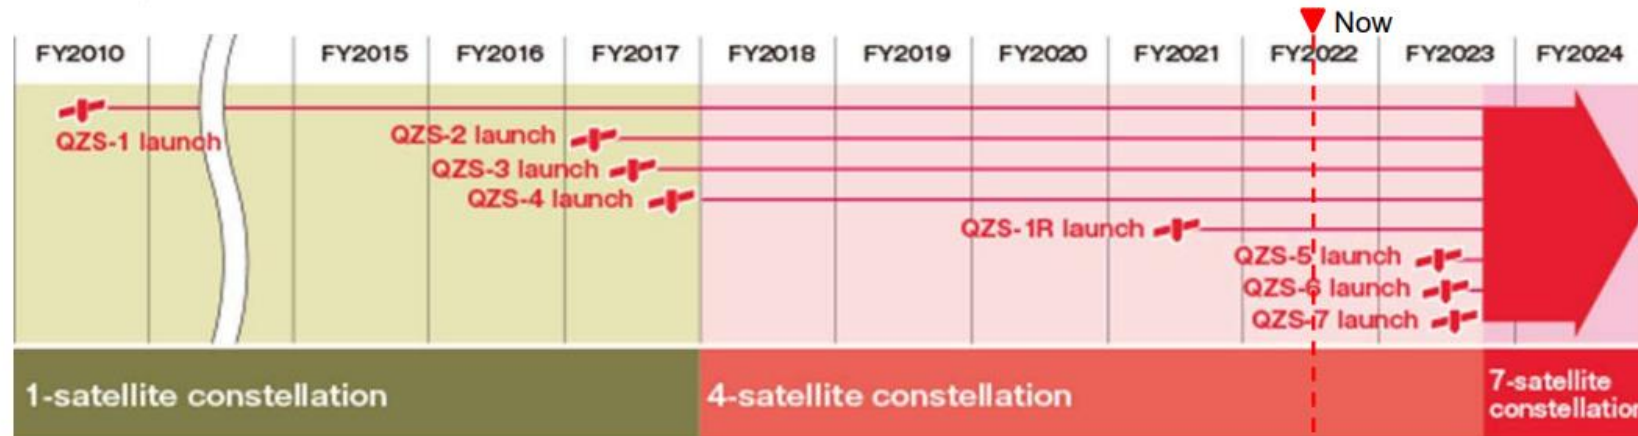 Now
FY2010 FY2015 FY2016 FY2017 FY2018 FY2019 FY2020 FY2021 FY2022 FY2023 FY2024
QZS-1 launch
QZS-2 launch
QZS-3 launch
QZS-4 launch
QZS-1R launch
QZS-5 launch
QZS-6 launch
QZS-7 launch
1-satellite constellation
4-satellite constellation
7-satellite
constellation